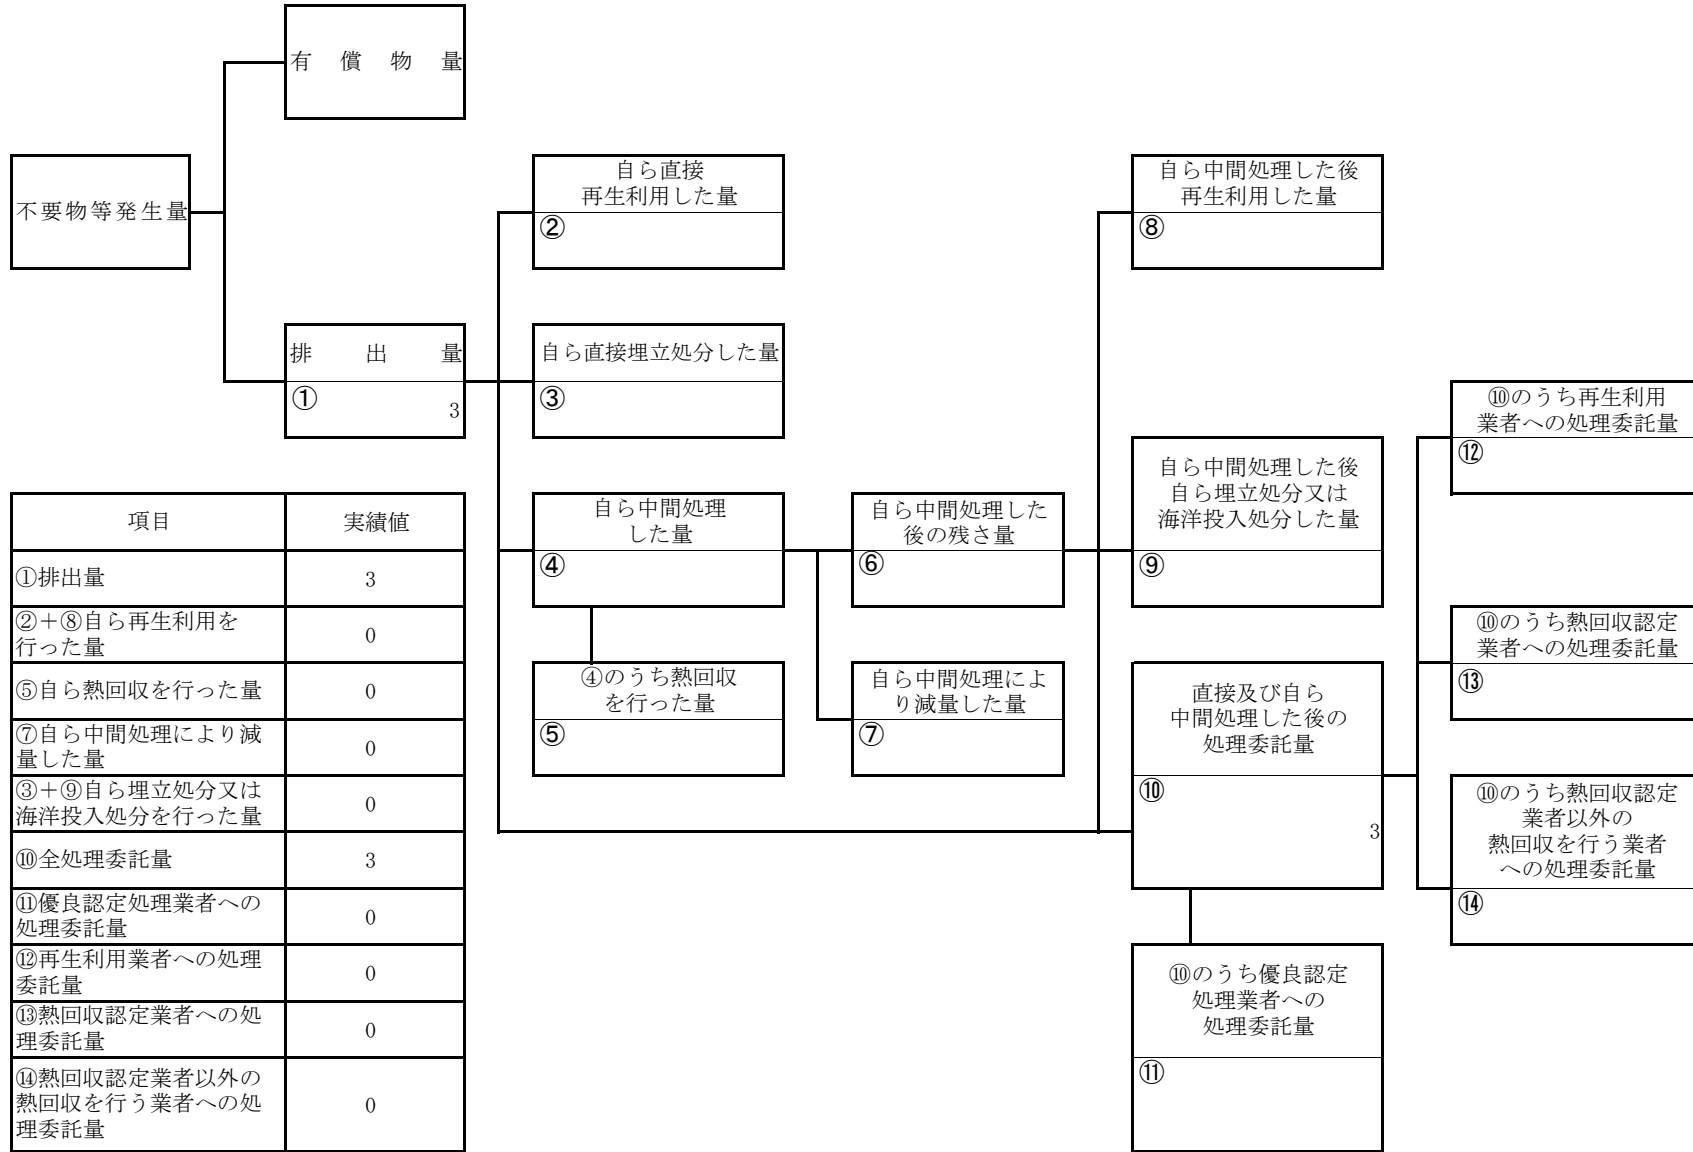 有償物量
不要物等発生量
自ら直接
再生利用した量
②
自ら中間処理した後
再生利用した量
⑧
排出量
①
3
自ら直接埋立処分した量
③
⑩のうち再生利用
業者への処理委託量
⑫
自ら中間処理
した量
④
自ら中間処理した
後の残さ量
⑥
自ら中間処理した後
自ら埋立処分又は
海洋投入処分した量
⑨
⑩のうち熱回収認定
業者への処理委託量
⑬
④のうち熱回収
を行った量
⑤
自ら中間処理によ
り減量した量
⑦
直接及び自ら
中間処理した後の
処理委託量
⑩
3
⑩のうち熱回収認定
業者以外の
熱回収を行う業者
への処理委託量
⑭
⑩のうち優良認定
処理業者への
処理委託量
⑪
項目 実績値
①排出量 3
②＋⑧自ら再生利用を
行った量 0
⑤自ら熱回収を行った量 0
⑦自ら中間処理により減
量した量 0
③＋⑨自ら埋立処分又は
海洋投入処分を行った量 0
⑩全処理委託量 3
⑪優良認定処理業者への
処理委託量 0
⑫再生利用業者への処理
委託量 0
⑬熱回収認定業者への処
理委託量 0
⑭熱回収認定業者以外の
熱回収を行う業者への処
理委託量 0